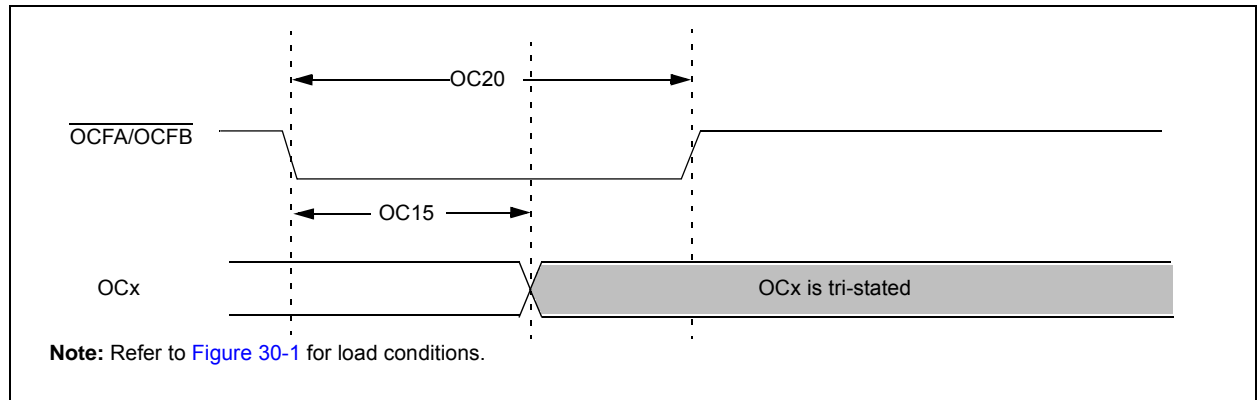 OC20
OCFA/OCFB
OC15
OCx
OCx is tri-stated
Note: Refer to Figure 30-1 for load conditions.